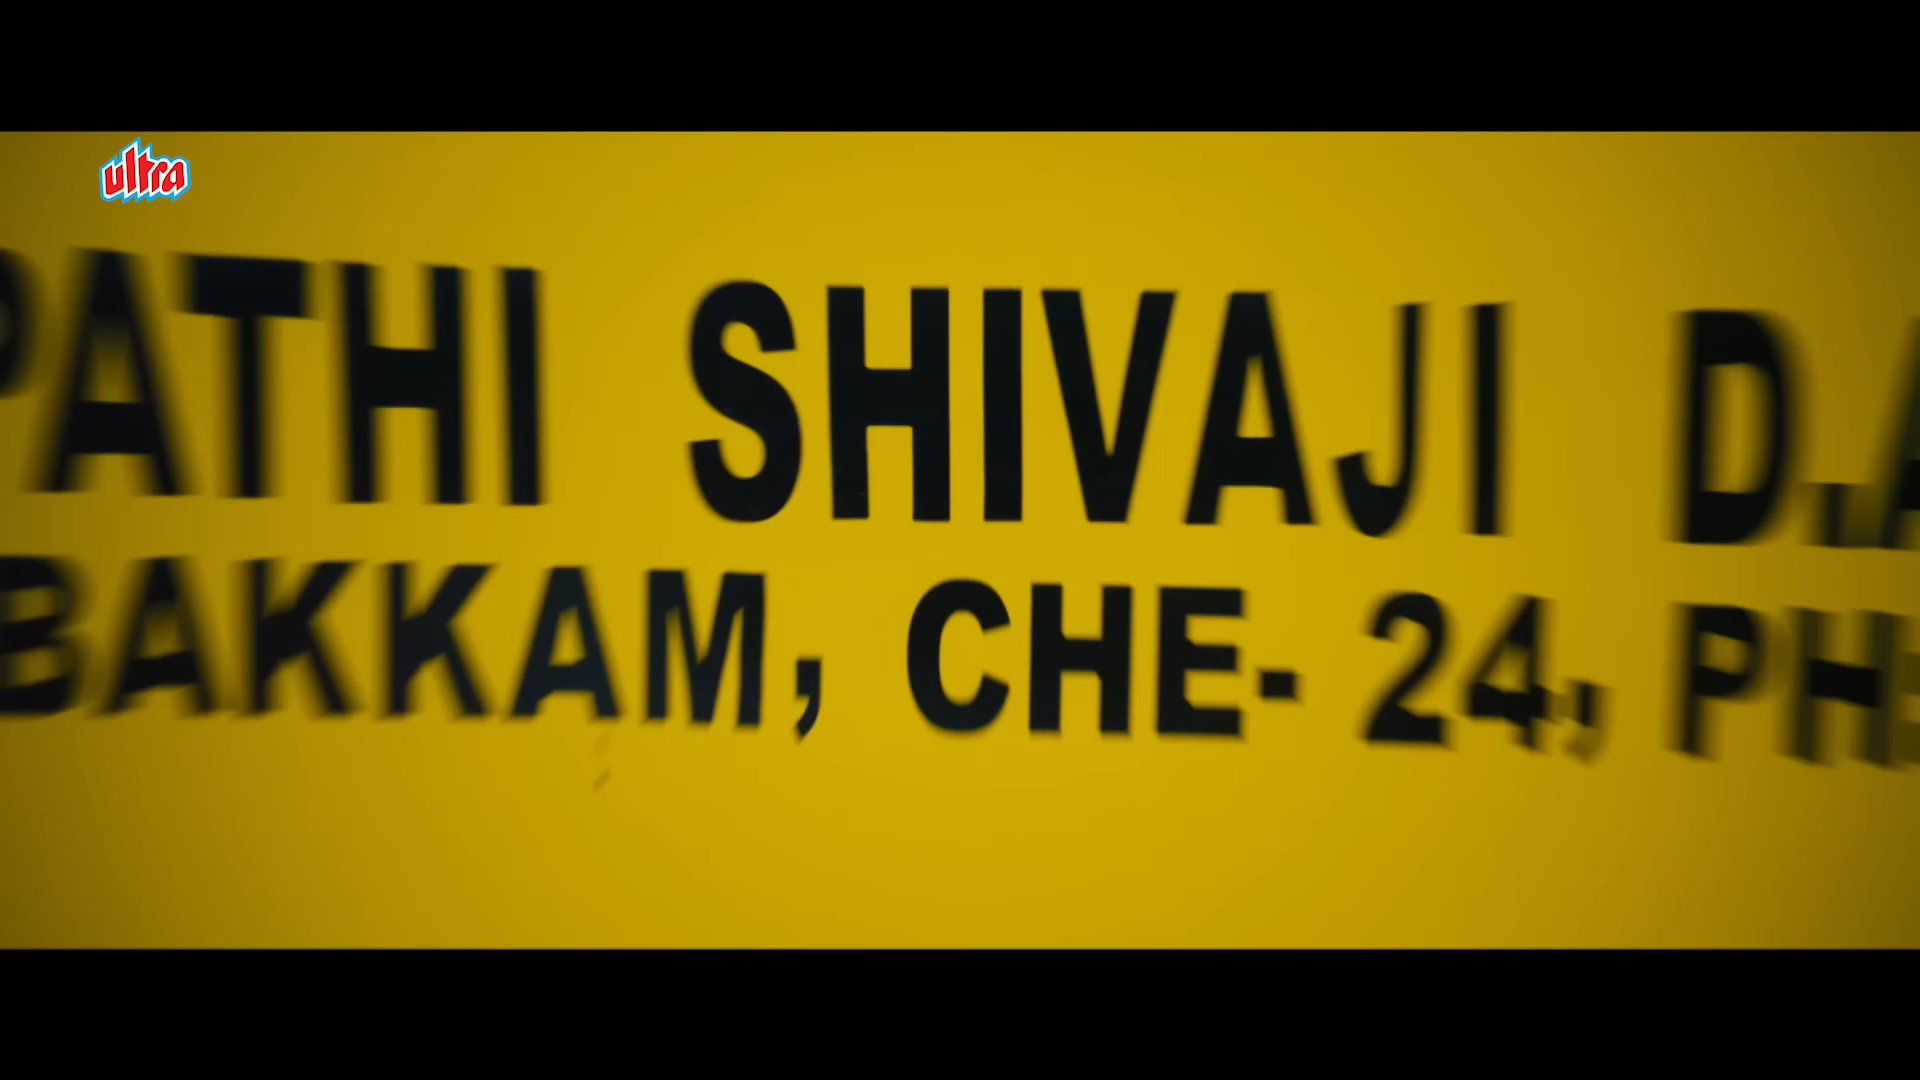 ultra
PATHI SHIVAJI D.A
BAKKAM, CHE- 24, PH